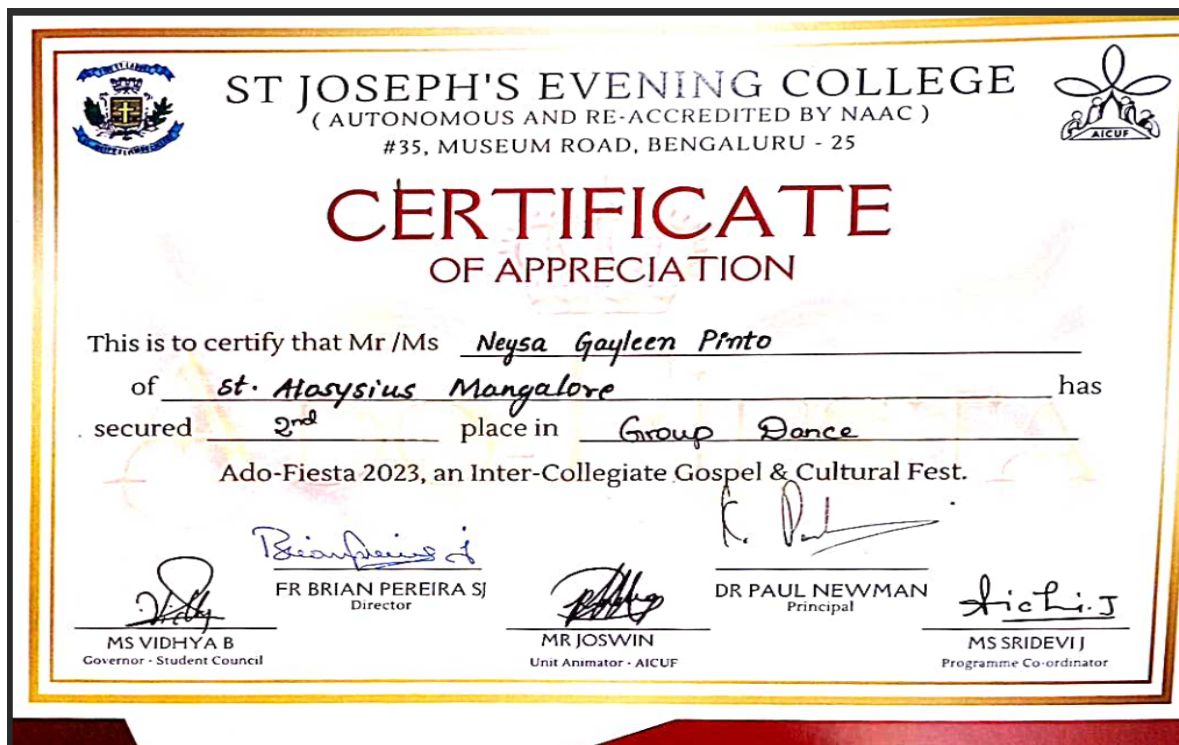 ST JOSEPH'S EVENING COLLEGE
( AUTONOMOUS AND RE-ACCREDITED BY NAAC )
#35, MUSEUM ROAD, BENGALURU - 25
AICUF
CERTIFICATE
OF APPRECIATION
This is to certify that Mr /Ms Neysa Gayleen Pinto
of St. Aloysius Mangalore has
secured 2nd place in Group Dance
Ado-Fiesta 2023, an Inter-Collegiate Gospel & Cultural Fest.
K.
FR BRIAN PEREIRA SJ
Director
DR PAUL NEWMAN
Principal
MS VIDHYA B
Governor - Student Council
MR JOSWIN
Unit Animator - AICUF
MS SRIDEVI J
Programme Co-ordinator